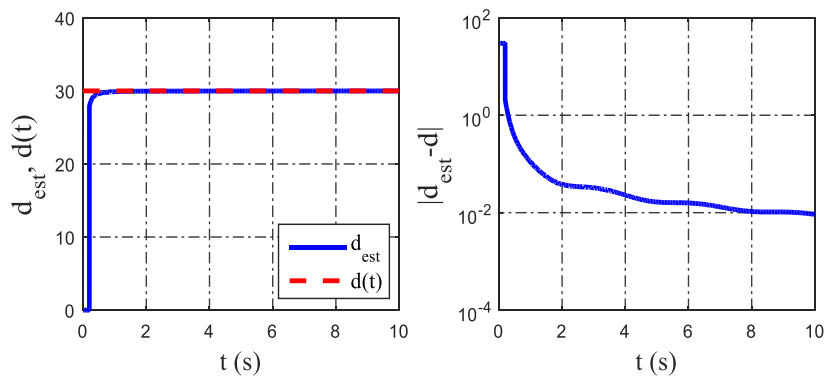 40
30
20
10
0
d_est, d(t)
d_est
d(t)
0 2 4 6 8 10
t (s)
10^2
10^0
10^-2
10^-4
|d_est -d|
0 2 4 6 8 10
t (s)